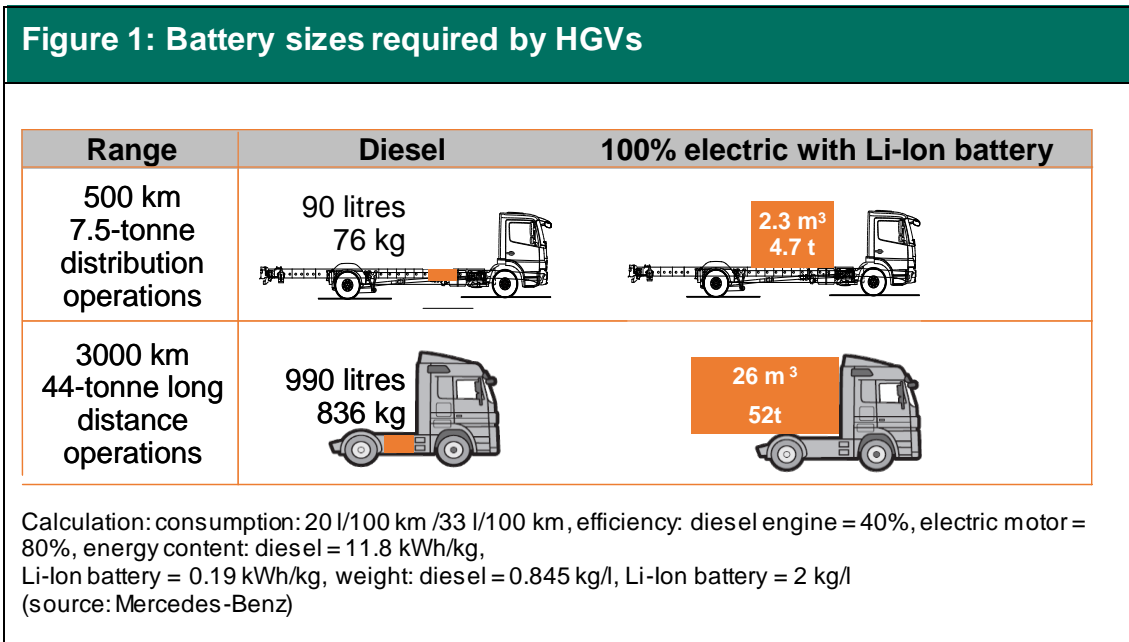 Figure 1: Battery sizes required by HGVs
Range Diesel 100% electric with Li-Ion battery
500 km
7.5-tonne
distribution
operations
90 litres
76 kg
2.3 m³
4.7 t
3000 km
44-tonne long
distance
operations
990 litres
836 kg
26 m³
52t
Calculation: consumption: 20 l/100 km /33 l/100 km, efficiency: diesel engine = 40%, electric motor =
80%, energy content: diesel = 11.8 kWh/kg,
Li-Ion battery = 0.19 kWh/kg, weight: diesel = 0.845 kg/l, Li-Ion battery = 2 kg/l
(source: Mercedes-Benz)